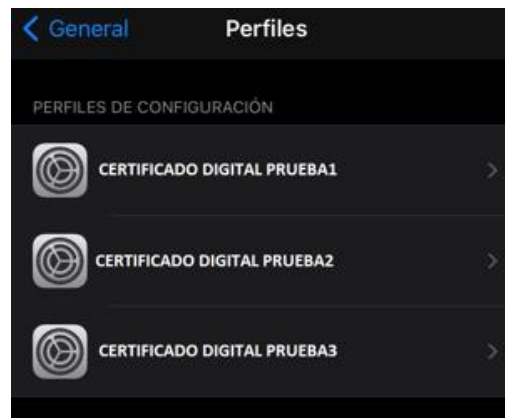 General
Perfiles
PERFILES DE CONFIGURACIÓN
CERTIFICADO DIGITAL PRUEBA1
CERTIFICADO DIGITAL PRUEBA2
CERTIFICADO DIGITAL PRUEBA3